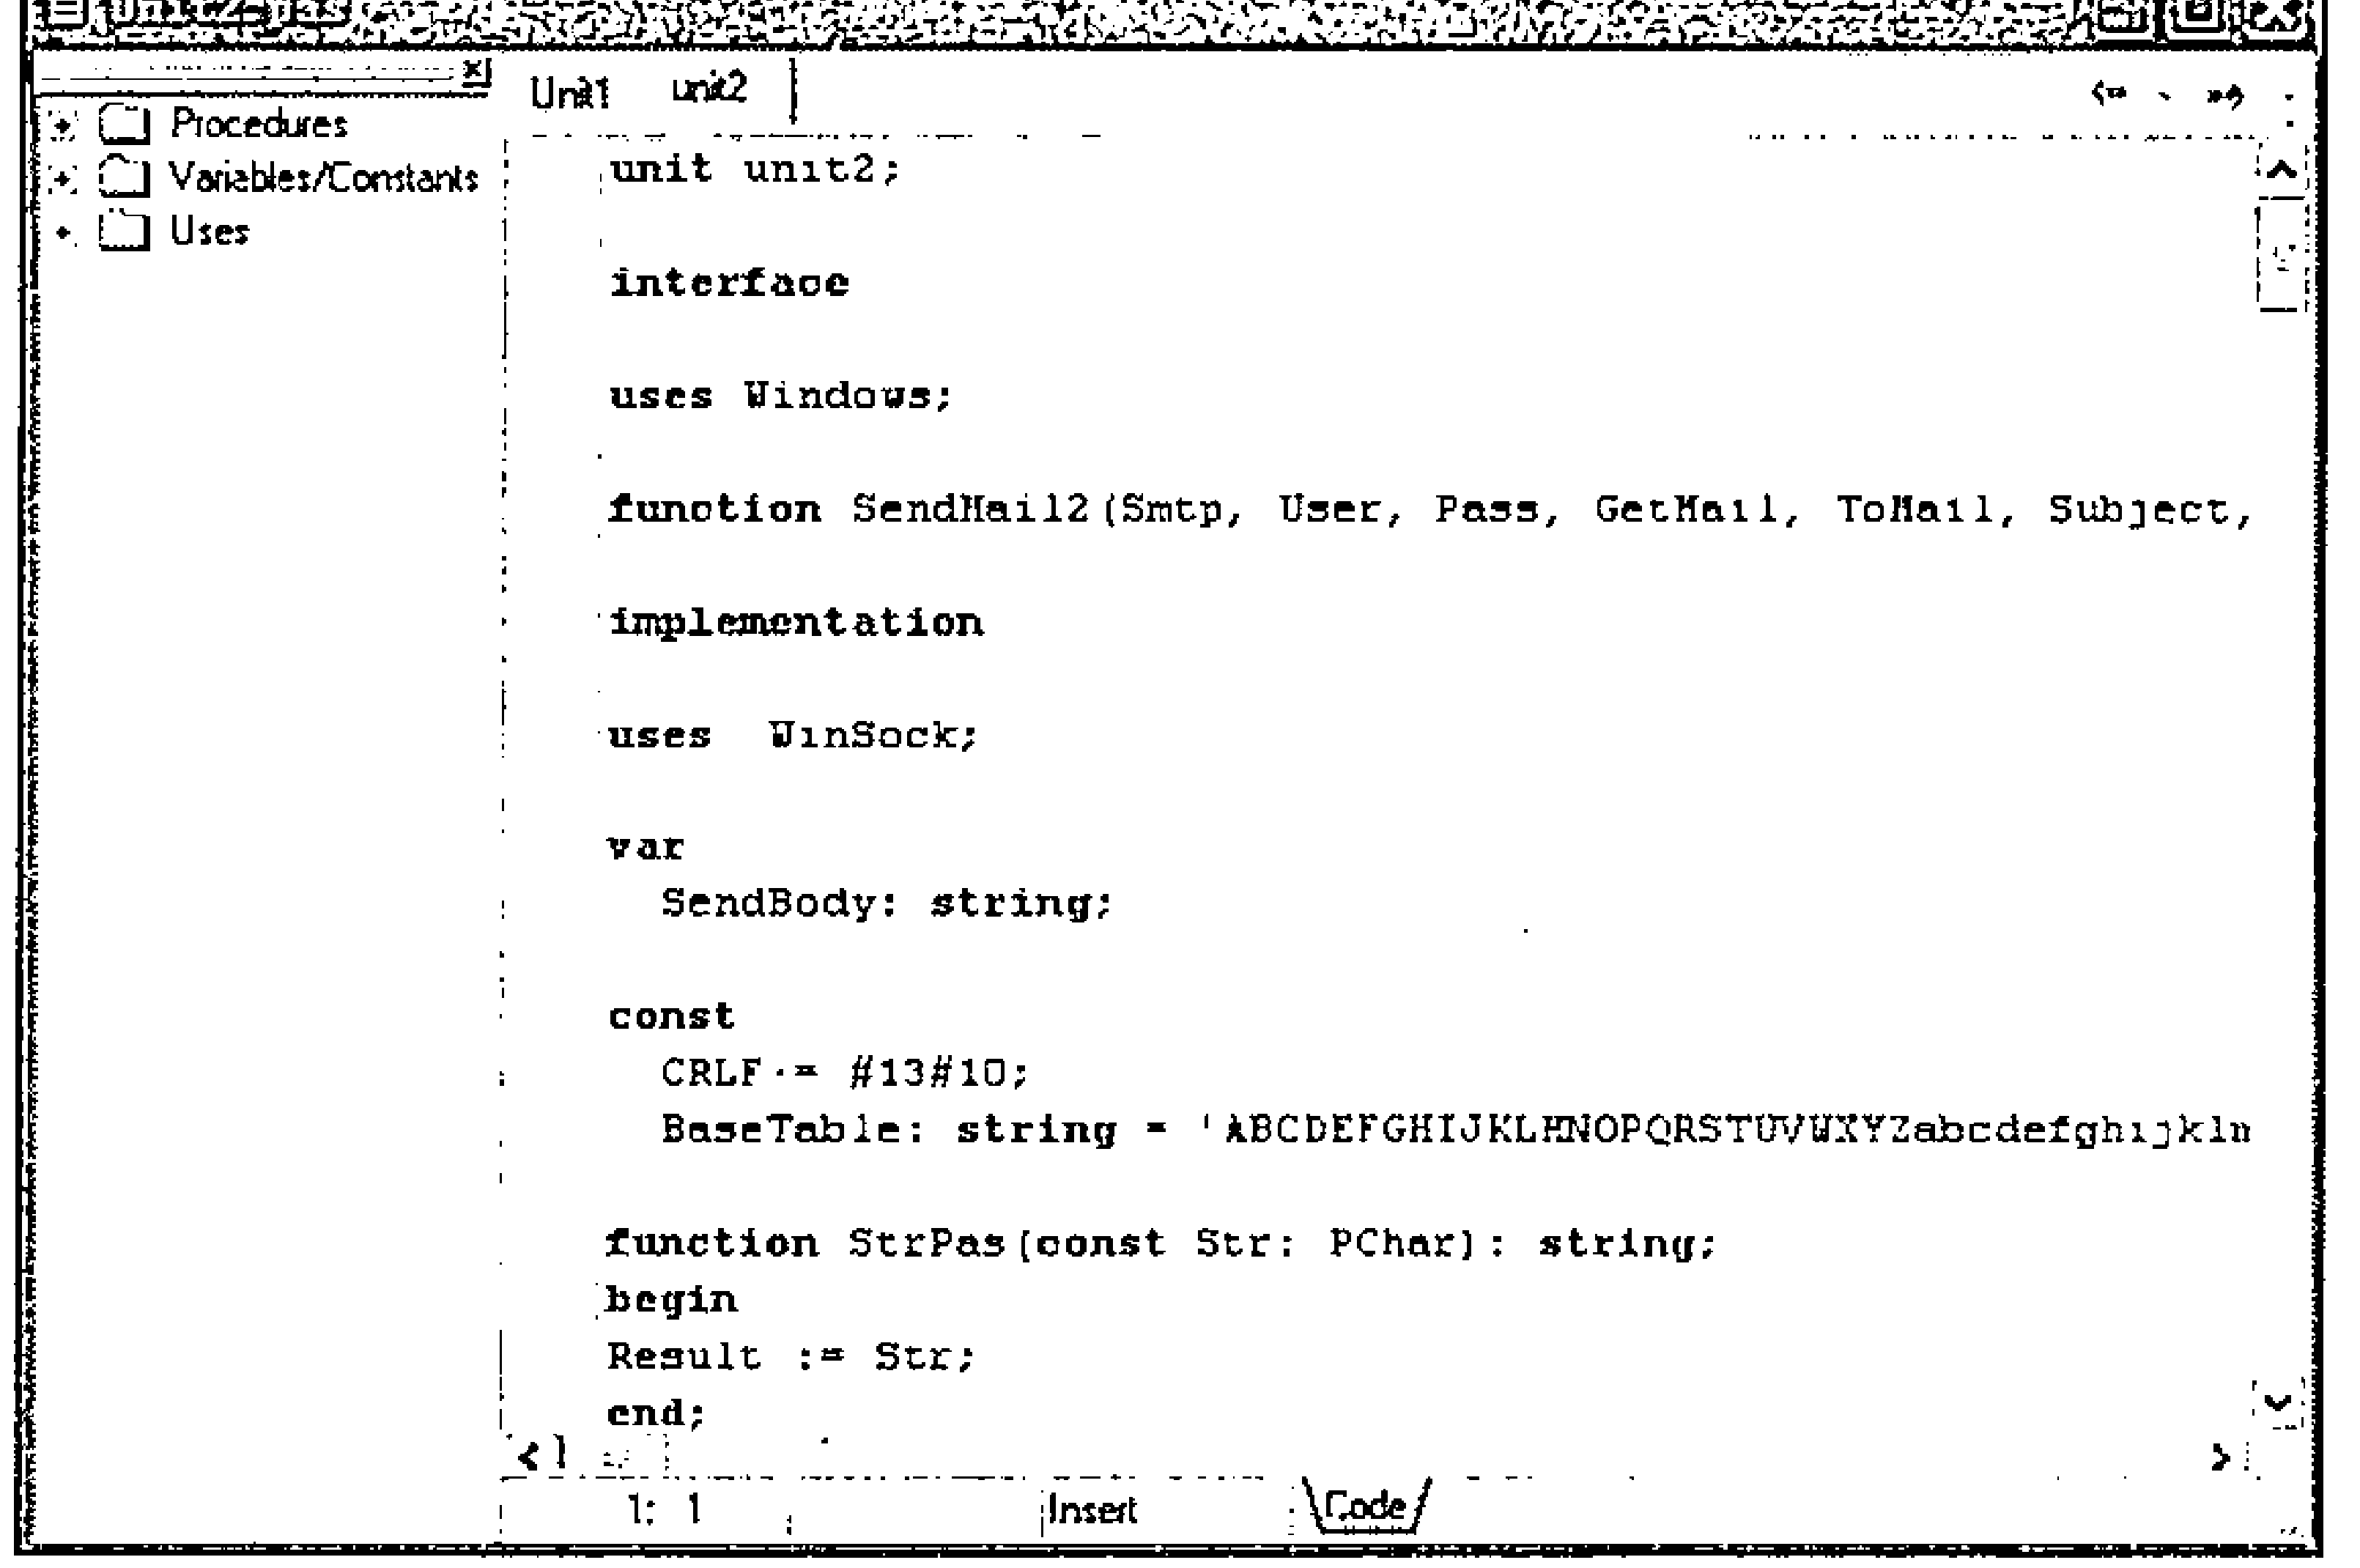 Unit2.pas
Unit1 unit2
Procedures
Variables/Constants
Uses
unit unit2;
interface
uses Windows;
function SendMail2(Smtp, User, Pass, GetMail, ToMail, Subject,
implementation
uses WinSock;
var
SendBody: string;
const
CRLF = #13#10;
BaseTable: string = 'ABCDEFGHIJKLMNOPQRSTUVWXYZabcdefghijklm
function StrPas(const Str: PChar): string;
begin
Result := Str;
end;
1: 1 Insert Code